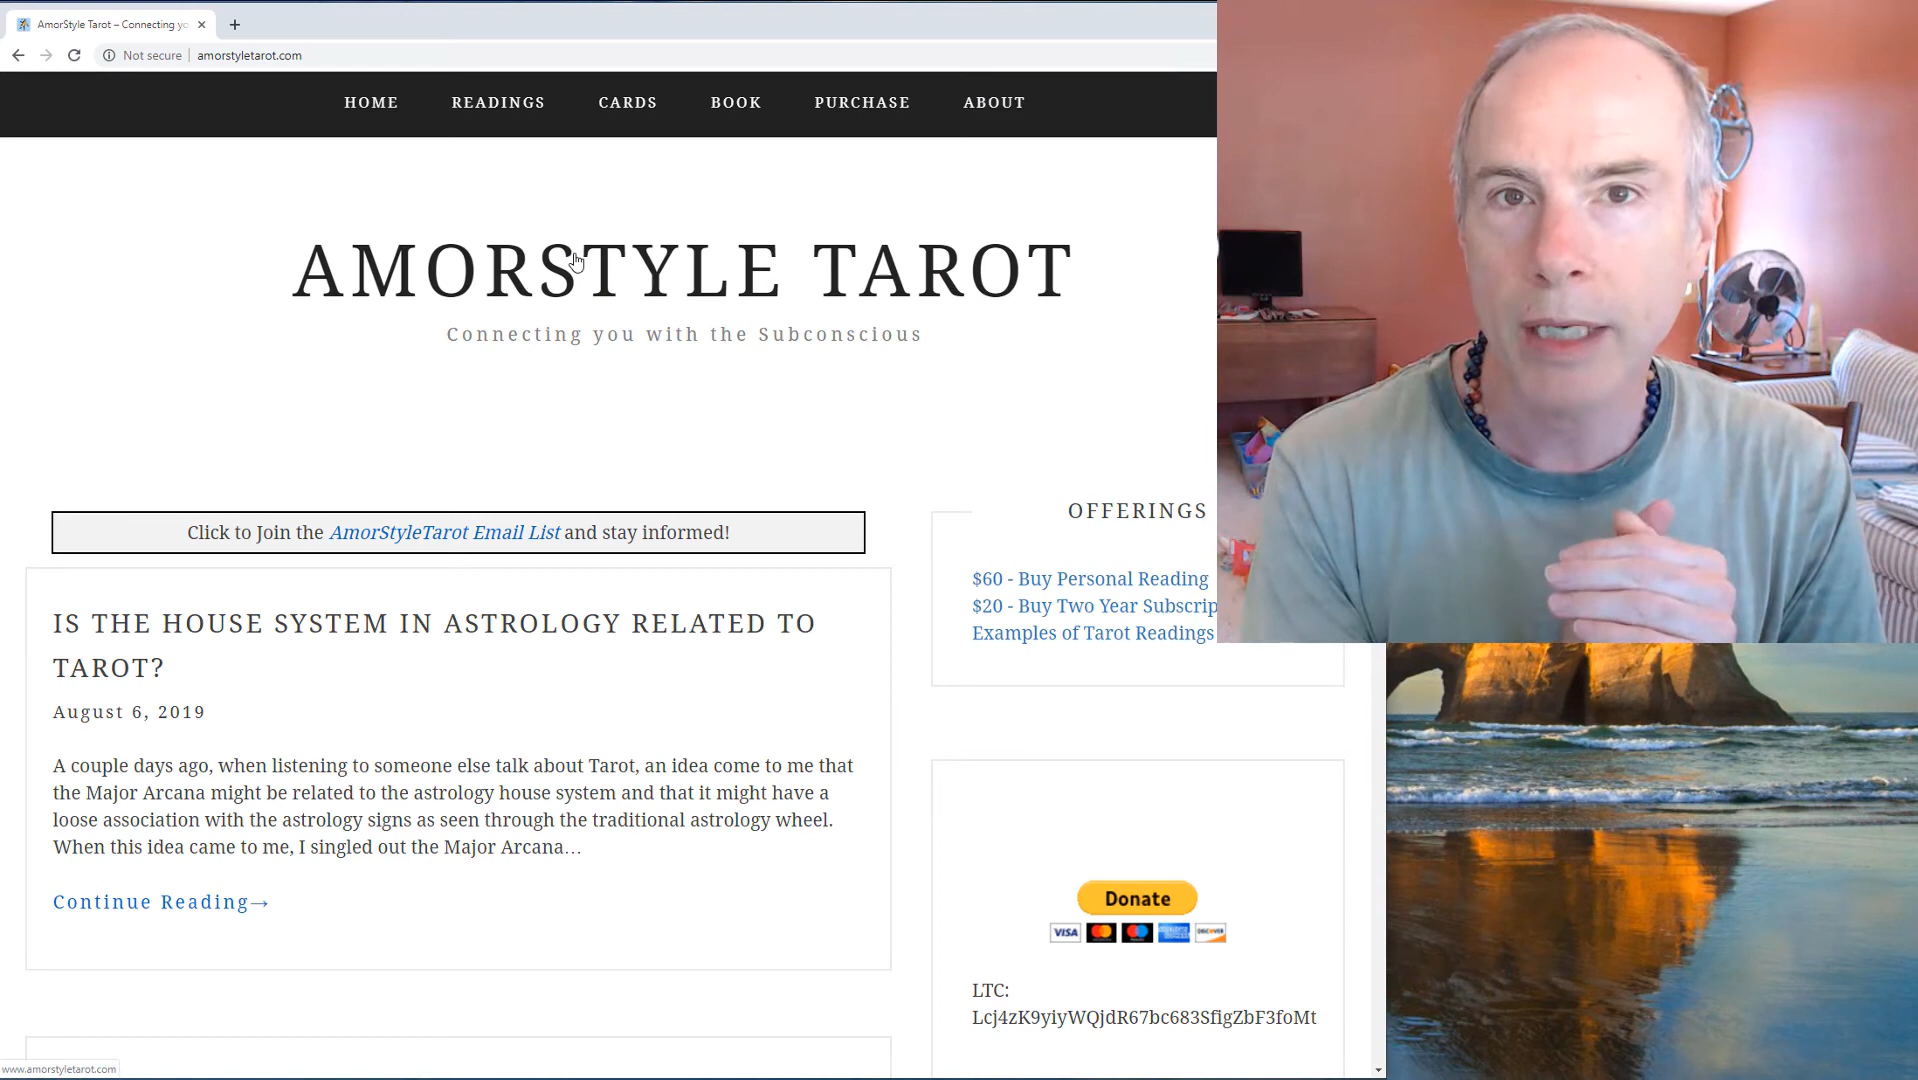 AmorStyle Tarot – Connecting yo
Not secure
amorstyletarot.com
HOME
READINGS
CARDS
BOOK
PURCHASE
ABOUT
AMORSTYLE TAROT
Connecting you with the Subconscious
Click to Join the AmorStyleTarot Email List and stay informed!
IS THE HOUSE SYSTEM IN ASTROLOGY RELATED TO
TAROT?
August 6, 2019
A couple days ago, when listening to someone else talk about Tarot, an idea come to me that
the Major Arcana might be related to the astrology house system and that it might have a
loose association with the astrology signs as seen through the traditional astrology wheel.
When this idea came to me, I singled out the Major Arcana…
Continue Reading→
OFFERINGS
$60 - Buy Personal Reading
$20 - Buy Two Year Subscrip
Examples of Tarot Readings
Donate
VISA
DISCOVER
LTC:
Lcj4zK9yiyWQjdR67bc683SfigZbF3foMt
www.amorstyletarot.com